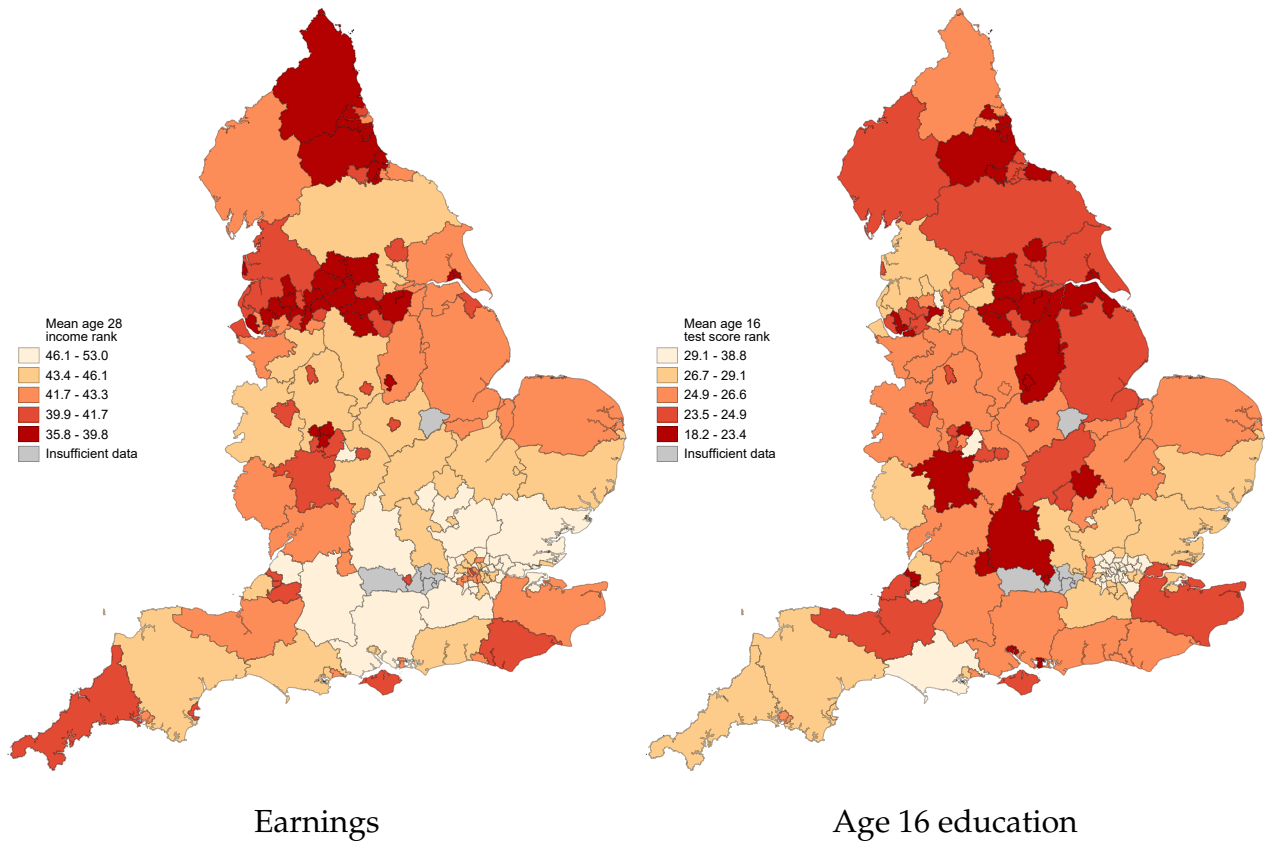 Mean age 28
income rank
46.1 - 53.0
43.4 - 46.1
41.7 - 43.3
39.9 - 41.7
35.8 - 39.8
Insufficient data
Mean age 16
test score rank
29.1 - 38.8
26.7 - 29.1
24.9 - 26.6
23.5 - 24.9
18.2 - 23.4
Insufficient data
Earnings
Age 16 education